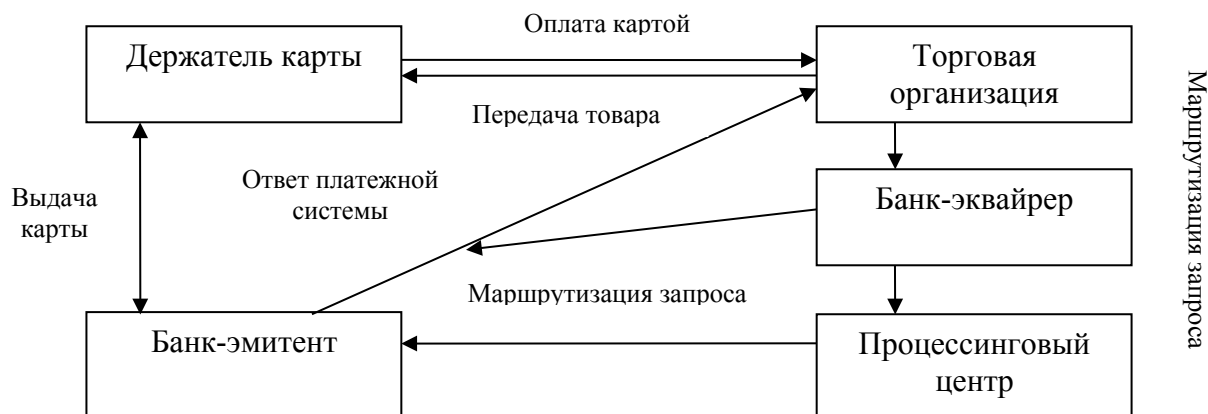 Оплата картой
Держатель карты
Торговая
организация
Передача товара
Маршрутизация запроса
Ответ платежной
системы
Выдача
карты
Банк-эквайрер
Маршрутизация запроса
Банк-эмитент
Процессинговый
центр